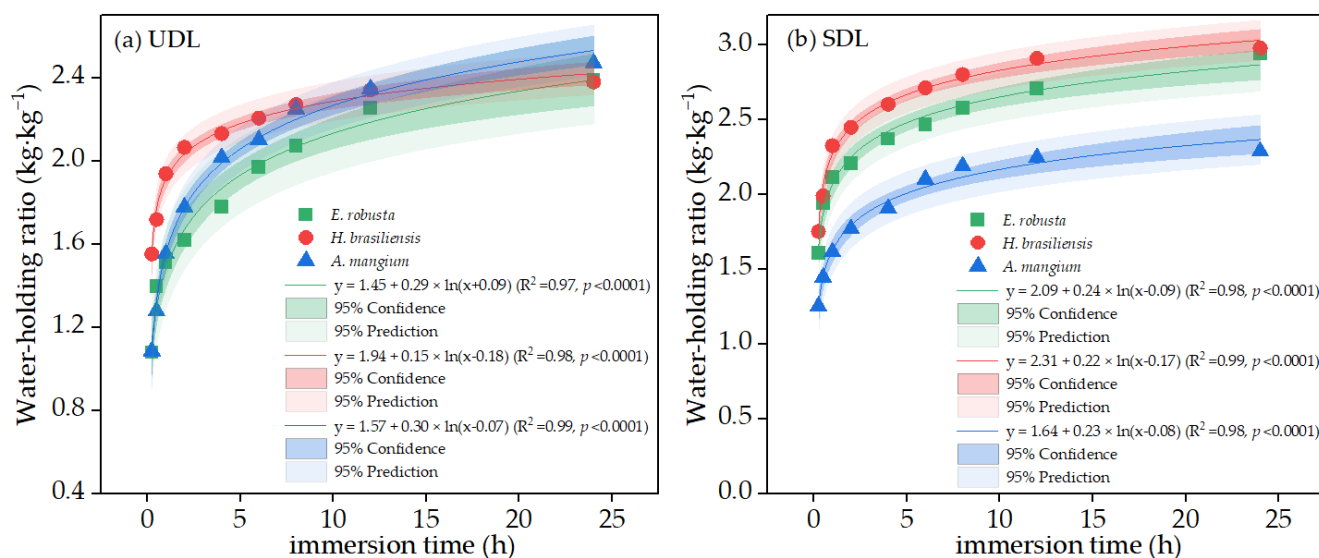 (a) UDL
Water-holding ratio (kg·kg⁻¹)
2.4
2.0
1.6
1.2
0.8
0.4
E. robusta
H. brasiliensis
A. mangium
y = 1.45 + 0.29 × ln(x+0.09) (R² =0.97, p <0.0001)
95% Confidence
95% Prediction
y = 1.94 + 0.15 × ln(x-0.18) (R² =0.98, p <0.0001)
95% Confidence
95% Prediction
y = 1.57 + 0.30 × ln(x-0.07) (R² =0.99, p <0.0001)
95% Confidence
95% Prediction
0 5 10 15 20 25
immersion time (h)
(b) SDL
Water-holding ratio (kg·kg⁻¹)
3.0
2.5
2.0
1.5
1.0
0.5
0.0
E. robusta
H. brasiliensis
A. mangium
y = 2.09 + 0.24 × ln(x-0.09) (R² =0.98, p <0.0001)
95% Confidence
95% Prediction
y = 2.31 + 0.22 × ln(x-0.17) (R² =0.99, p <0.0001)
95% Confidence
95% Prediction
y = 1.64 + 0.23 × ln(x-0.08) (R² =0.98, p <0.0001)
95% Confidence
95% Prediction
0 5 10 15 20 25
immersion time (h)